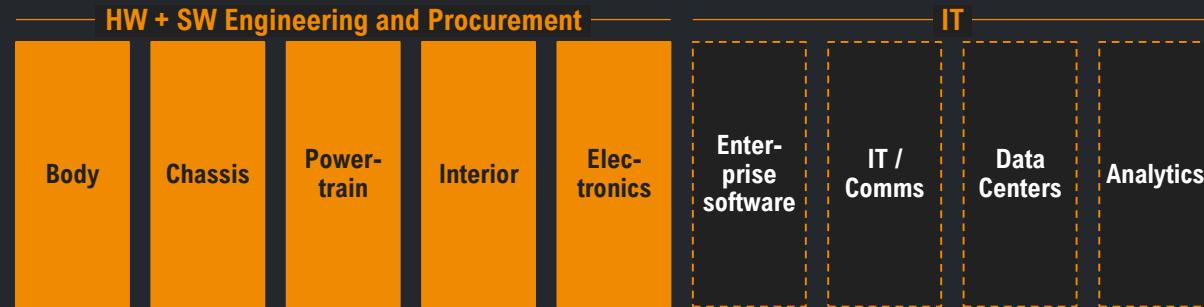 HW + SW Engineering and Procurement
IT
Body
Chassis
Power-
train
Interior
Elec-
tronics
Enter-
prise
software
IT /
Comms
Data
Centers
Analytics